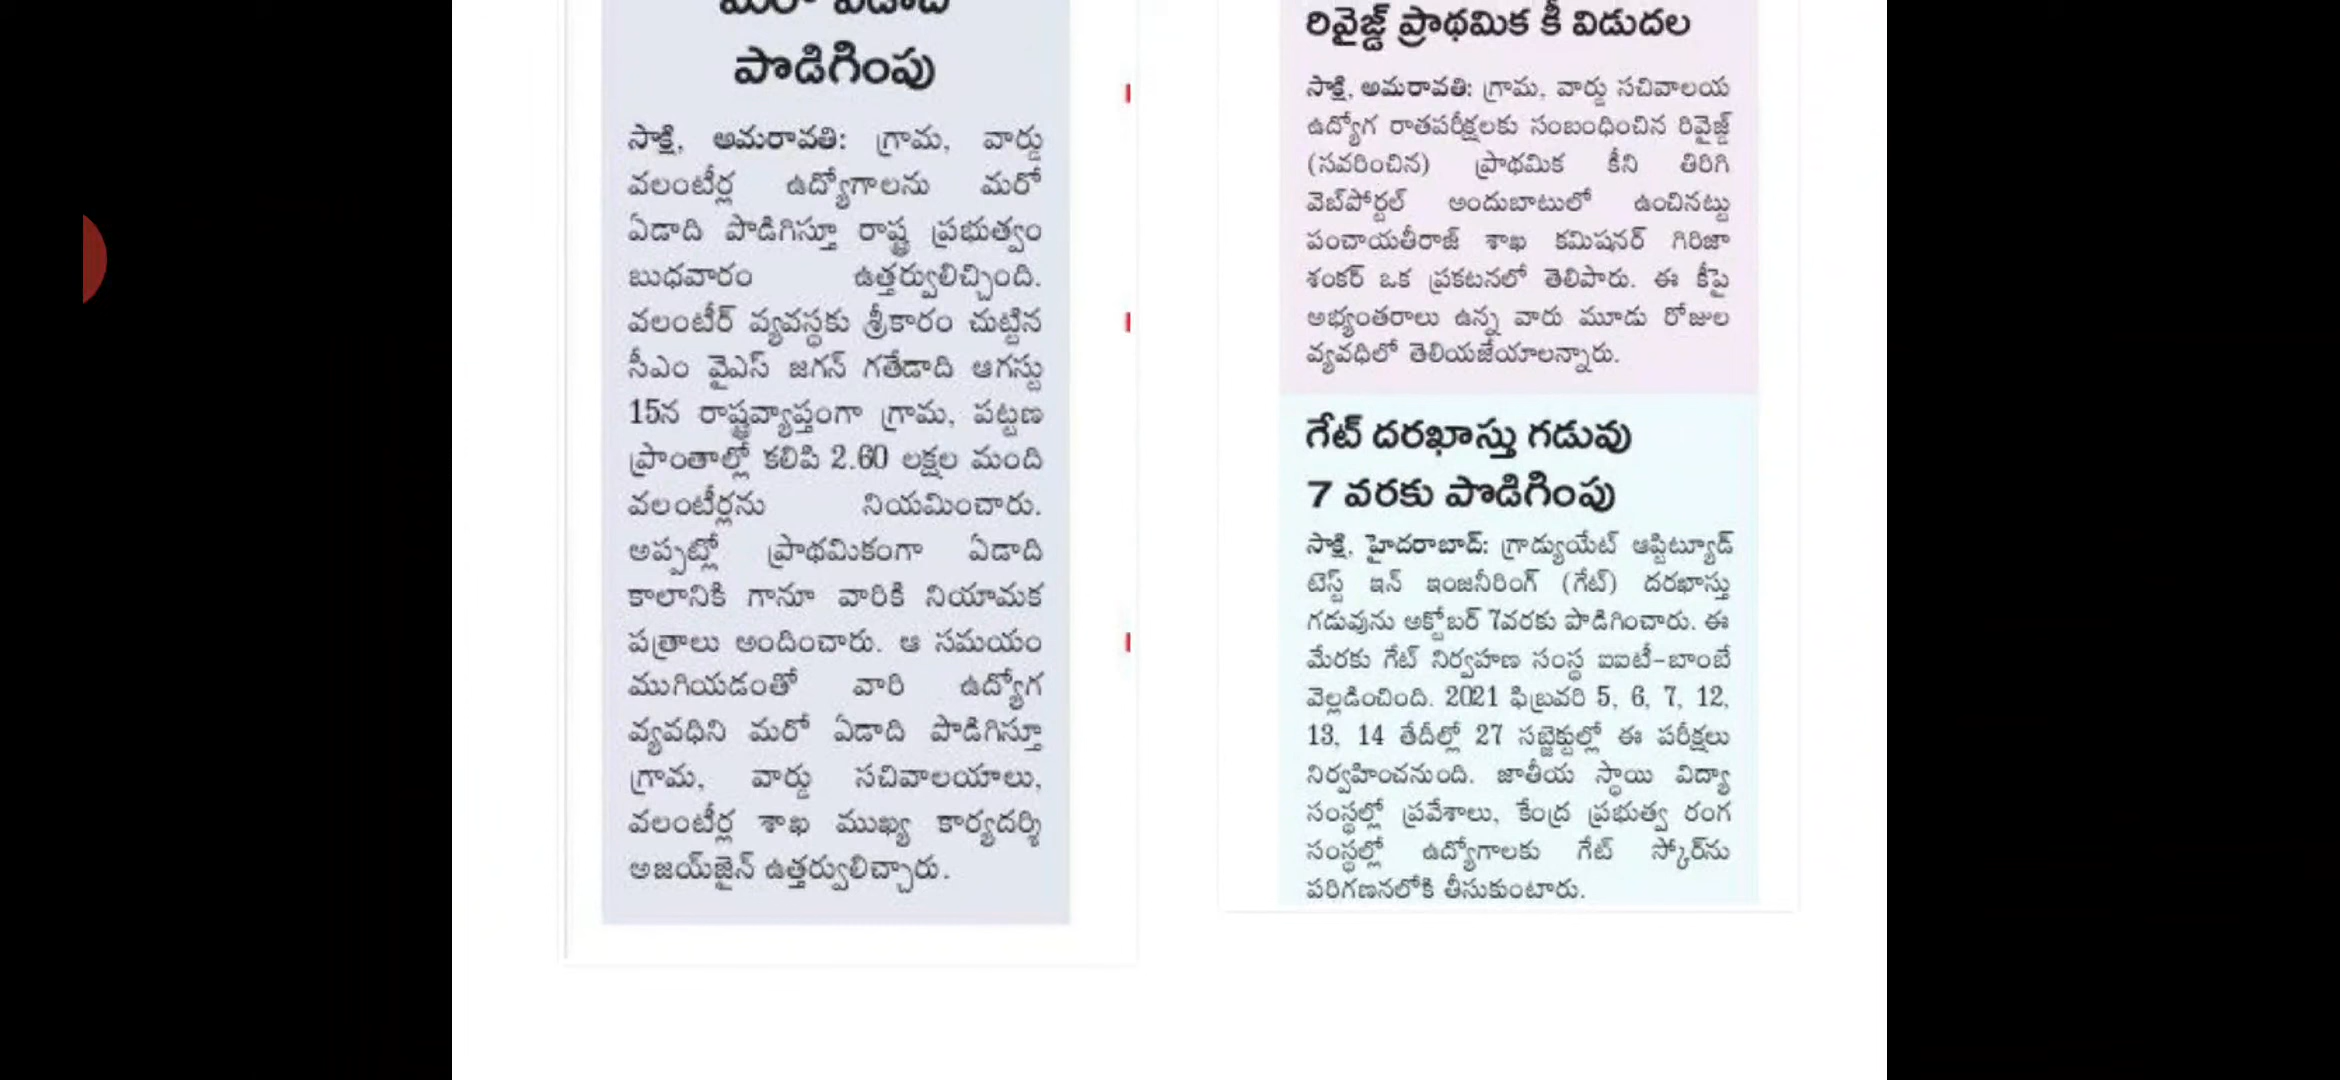 మరో ఏడాది
పొడిగింపు
సాక్షి, అమరావతి: గ్రామ, వార్డు
వలంటీర్ల ఉద్యోగాలను మరో
ఏడాది పొడిగిస్తూ రాష్ట్ర ప్రభుత్వం
బుధవారం ఉత్తర్వులిచ్చింది.
వలంటీర్ వ్యవస్థకు శ్రీకారం చుట్టిన
సీఎం వైఎస్ జగన్ గతేడాది ఆగస్టు
15న రాష్ట్రవ్యాప్తంగా గ్రామ, పట్టణ
ప్రాంతాల్లో కలిపి 2.60 లక్షల మంది
వలంటీర్లను నియమించారు.
అప్పట్లో ప్రాథమికంగా ఏడాది
కాలానికి గానూ వారికి నియామక
పత్రాలు అందించారు. ఆ సమయం
ముగియడంతో వారి ఉద్యోగ
వ్యవధిని మరో ఏడాది పొడిగిస్తూ
గ్రామ, వార్డు సచివాలయాలు,
వలంటీర్ల శాఖ ముఖ్య కార్యదర్శి
అజయ్‌జైన్ ఉత్తర్వులిచ్చారు.
రివైజ్డ్ ప్రాథమిక కీ విడుదల
సాక్షి, అమరావతి: గ్రామ, వార్డు సచివాలయ
ఉద్యోగ రాతపరీక్షలకు సంబంధించిన రివైజ్డ్
(సవరించిన) ప్రాథమిక కీని తిరిగి
వెబ్‌పోర్టల్ అందుబాటులో ఉంచినట్టు
పంచాయతీరాజ్ శాఖ కమిషనర్ గిరిజా
శంకర్ ఒక ప్రకటనలో తెలిపారు. ఈ కీపై
అభ్యంతరాలు ఉన్న వారు మూడు రోజుల
వ్యవధిలో తెలియజేయాలన్నారు.
గేట్ దరఖాస్తు గడువు
7 వరకు పొడిగింపు
సాక్షి, హైదరాబాద్: గ్రాడ్యుయేట్ ఆప్టిట్యూడ్
టెస్ట్ ఇన్ ఇంజనీరింగ్ (గేట్) దరఖాస్తు
గడువును అక్టోబర్ 7వరకు పొడిగించారు. ఈ
మేరకు గేట్ నిర్వహణ సంస్థ ఐఐటీ-బాంబే
వెల్లడించింది. 2021 ఫిబ్రవరి 5, 6, 7, 12,
13, 14 తేదీల్లో 27 సబ్జెక్టుల్లో ఈ పరీక్షలు
నిర్వహించనుంది. జాతీయ స్థాయి విద్యా
సంస్థల్లో ప్రవేశాలు, కేంద్ర ప్రభుత్వ రంగ
సంస్థల్లో ఉద్యోగాలకు గేట్ స్కోర్‌ను
పరిగణనలోకి తీసుకుంటారు.